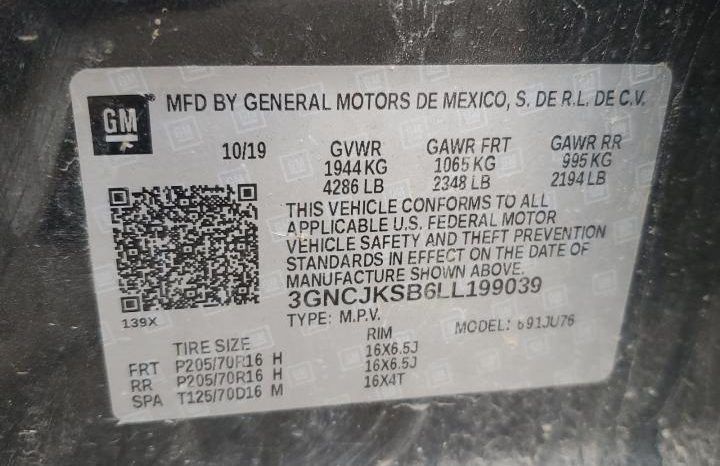 GM
MFD BY GENERAL MOTORS DE MEXICO, S. DE R.L. DE C.V.
10/19 GVWR GAWR FRT GAWR RR
1944 KG 1065 KG 995 KG
4286 LB 2348 LB 2194 LB
THIS VEHICLE CONFORMS TO ALL
APPLICABLE U.S. FEDERAL MOTOR
VEHICLE SAFETY AND THEFT PREVENTION
STANDARDS IN EFFECT ON THE DATE OF
MANUFACTURE SHOWN ABOVE.
3GNCJKSB6LL199039
139X TYPE: M.P.V. MODEL:
TIRE SIZE RIM
FRT P205/70R16 H 16X6.5J
RR P205/70R16 H 16X6.5J
SPA T125/70D16 M 16X4T